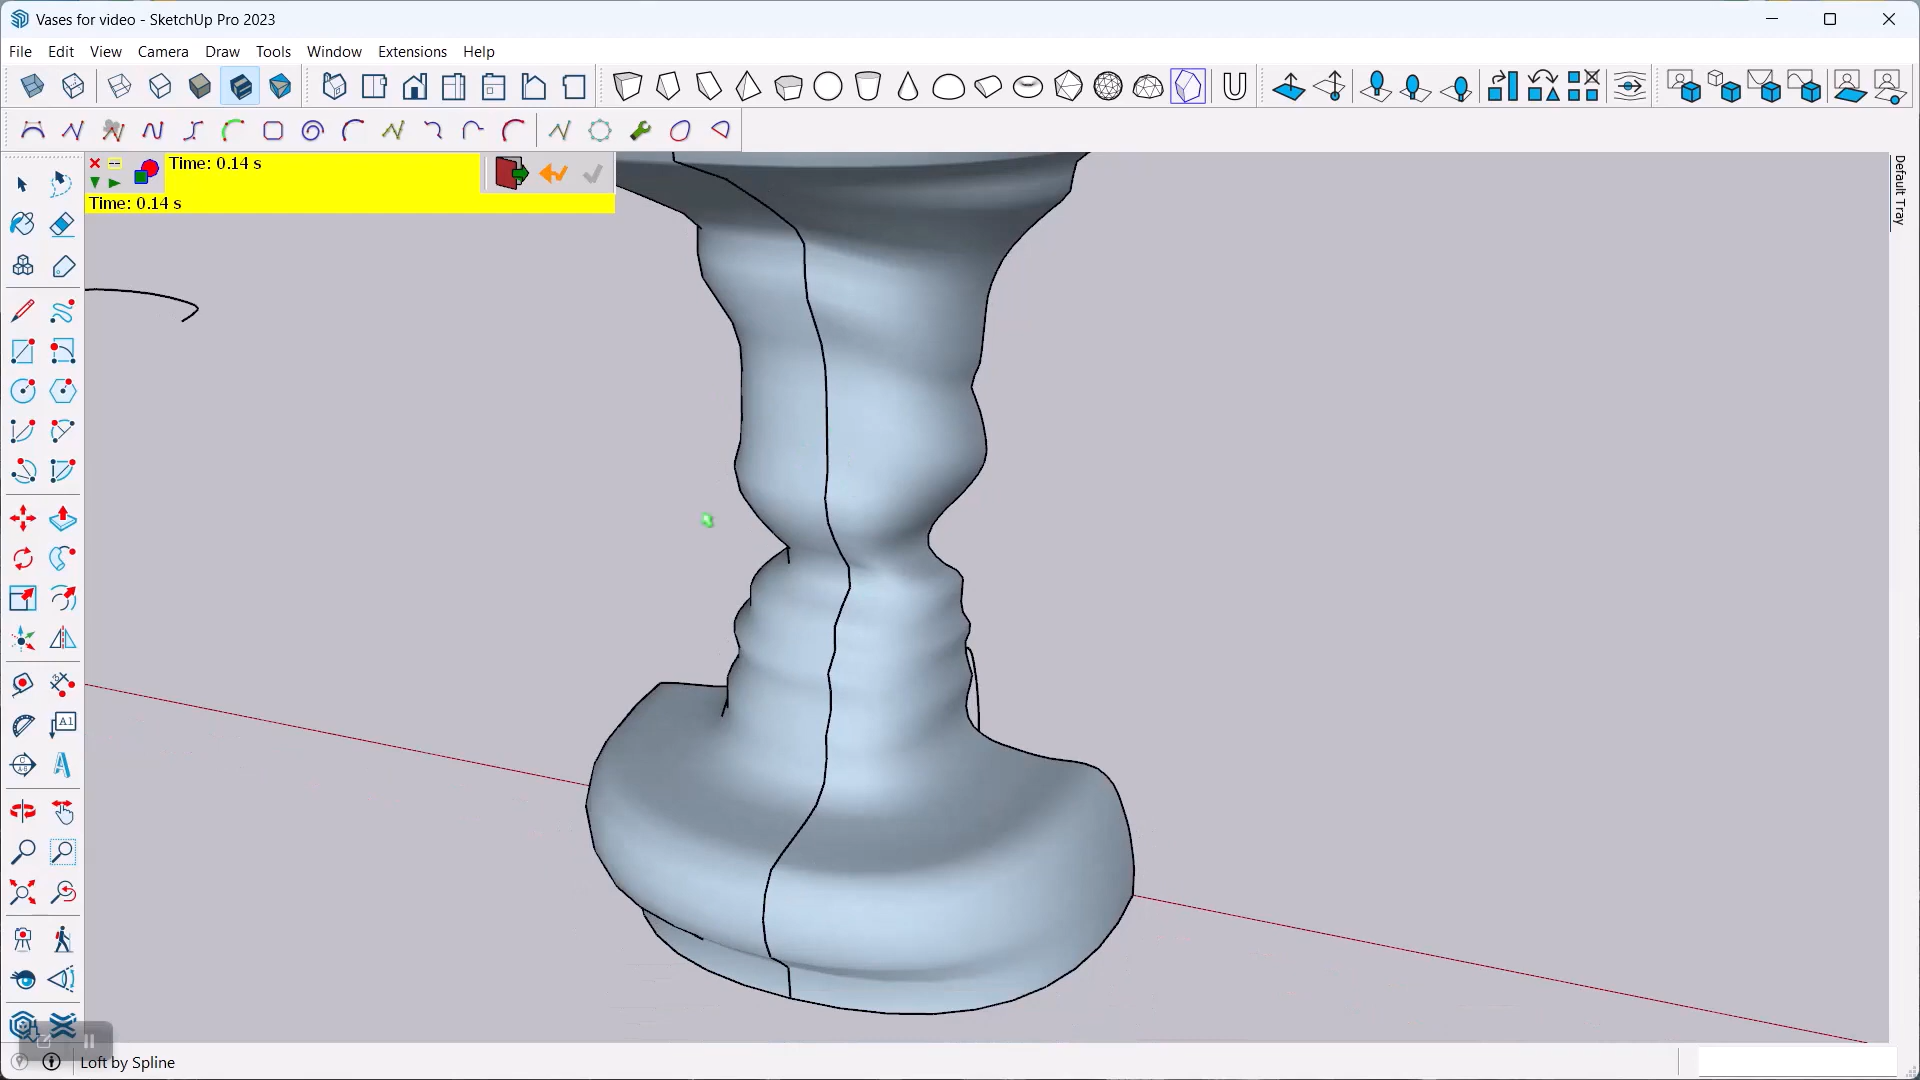 Vases for video - SketchUp Pro 2023
File Edit View Camera Draw Tools Window Extensions Help
Time: 0.14 s
Time: 0.14 s
Default Tray
A1
Loft by Spline